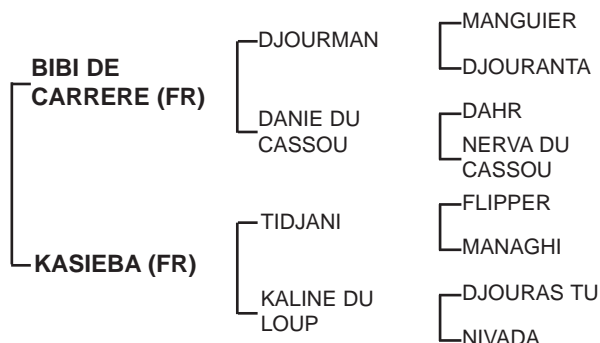 BIBI DE
CARRERE (FR)
DJOURMAN
MANGUIER
DJOURANTA
DANIE DU
CASSOU
DAHR
NERVA DU
CASSOU
KASIEBA (FR)
TIDJANI
FLIPPER
MANAGHI
KALINE DU
LOUP
DJOURAS TU
NIVADA